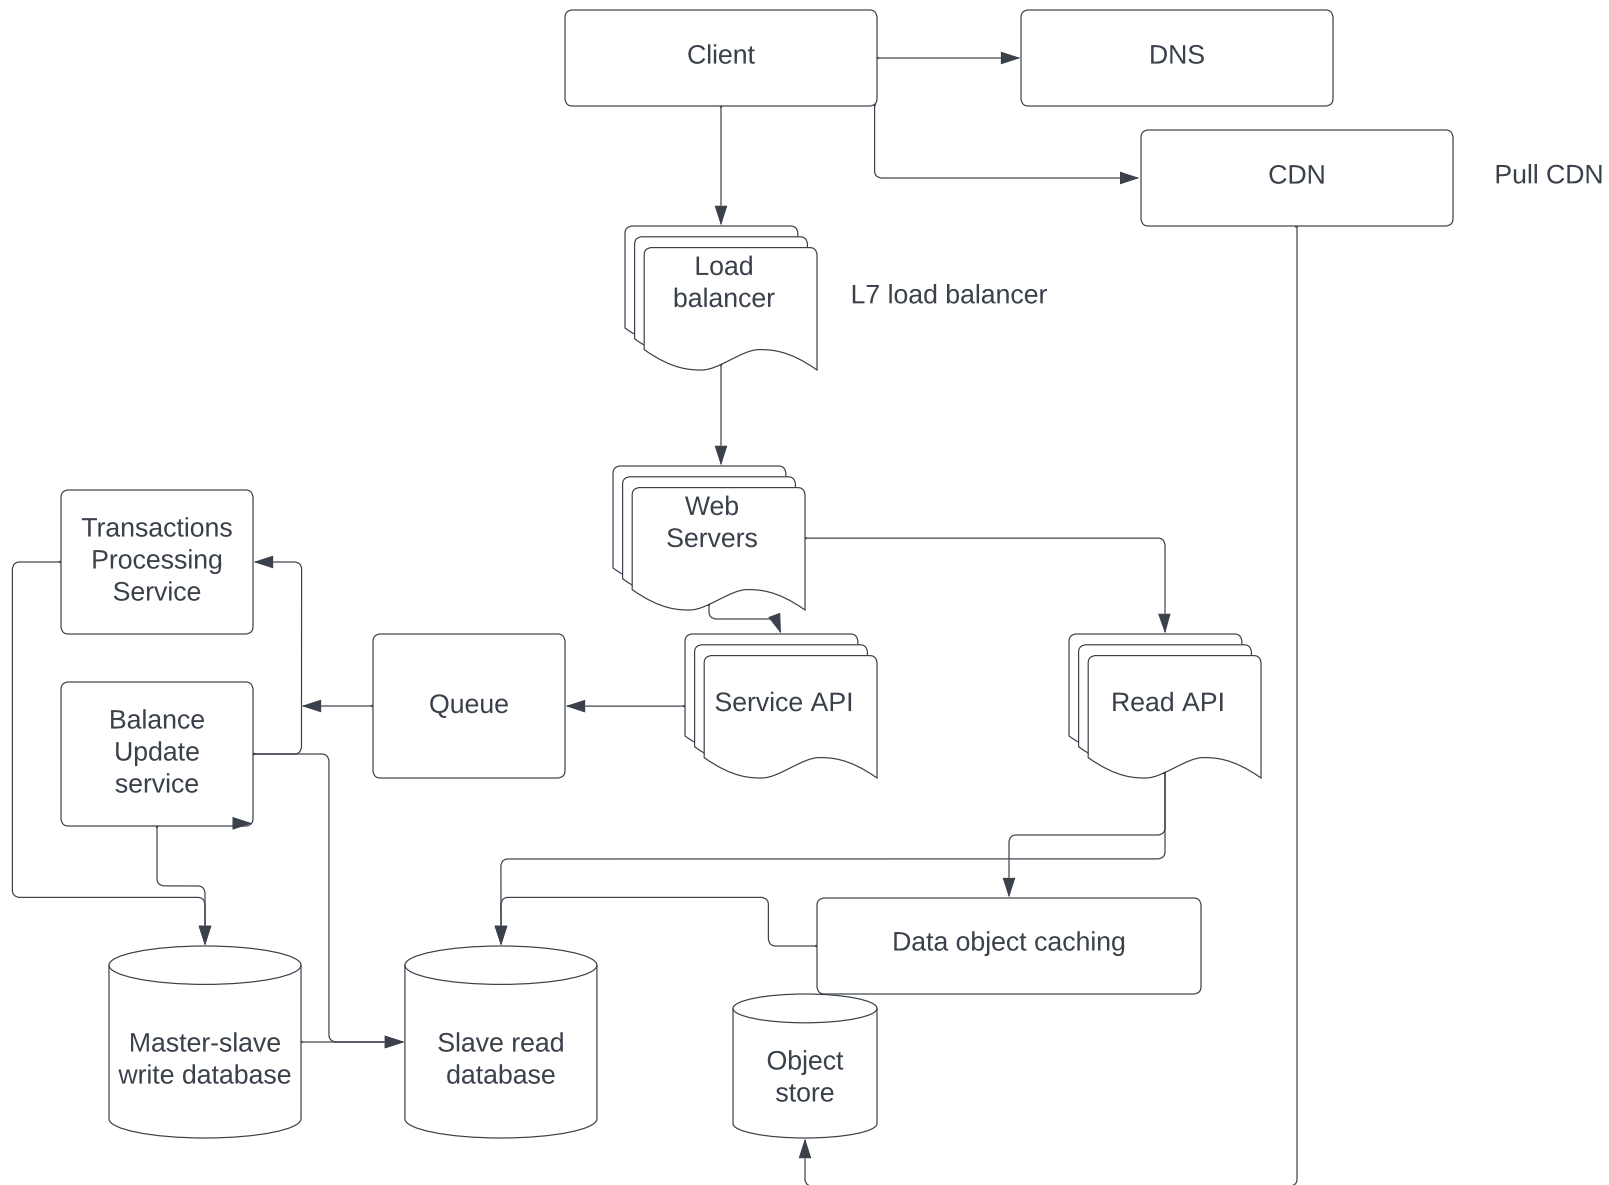 Client
DNS
CDN
Pull CDN
Load
balancer
L7 load balancer
Web
Servers
Transactions
Processing
Service
Balance
Update
service
Queue
Service API
Read API
Data object caching
Master-slave
write database
Slave read
database
Object
store